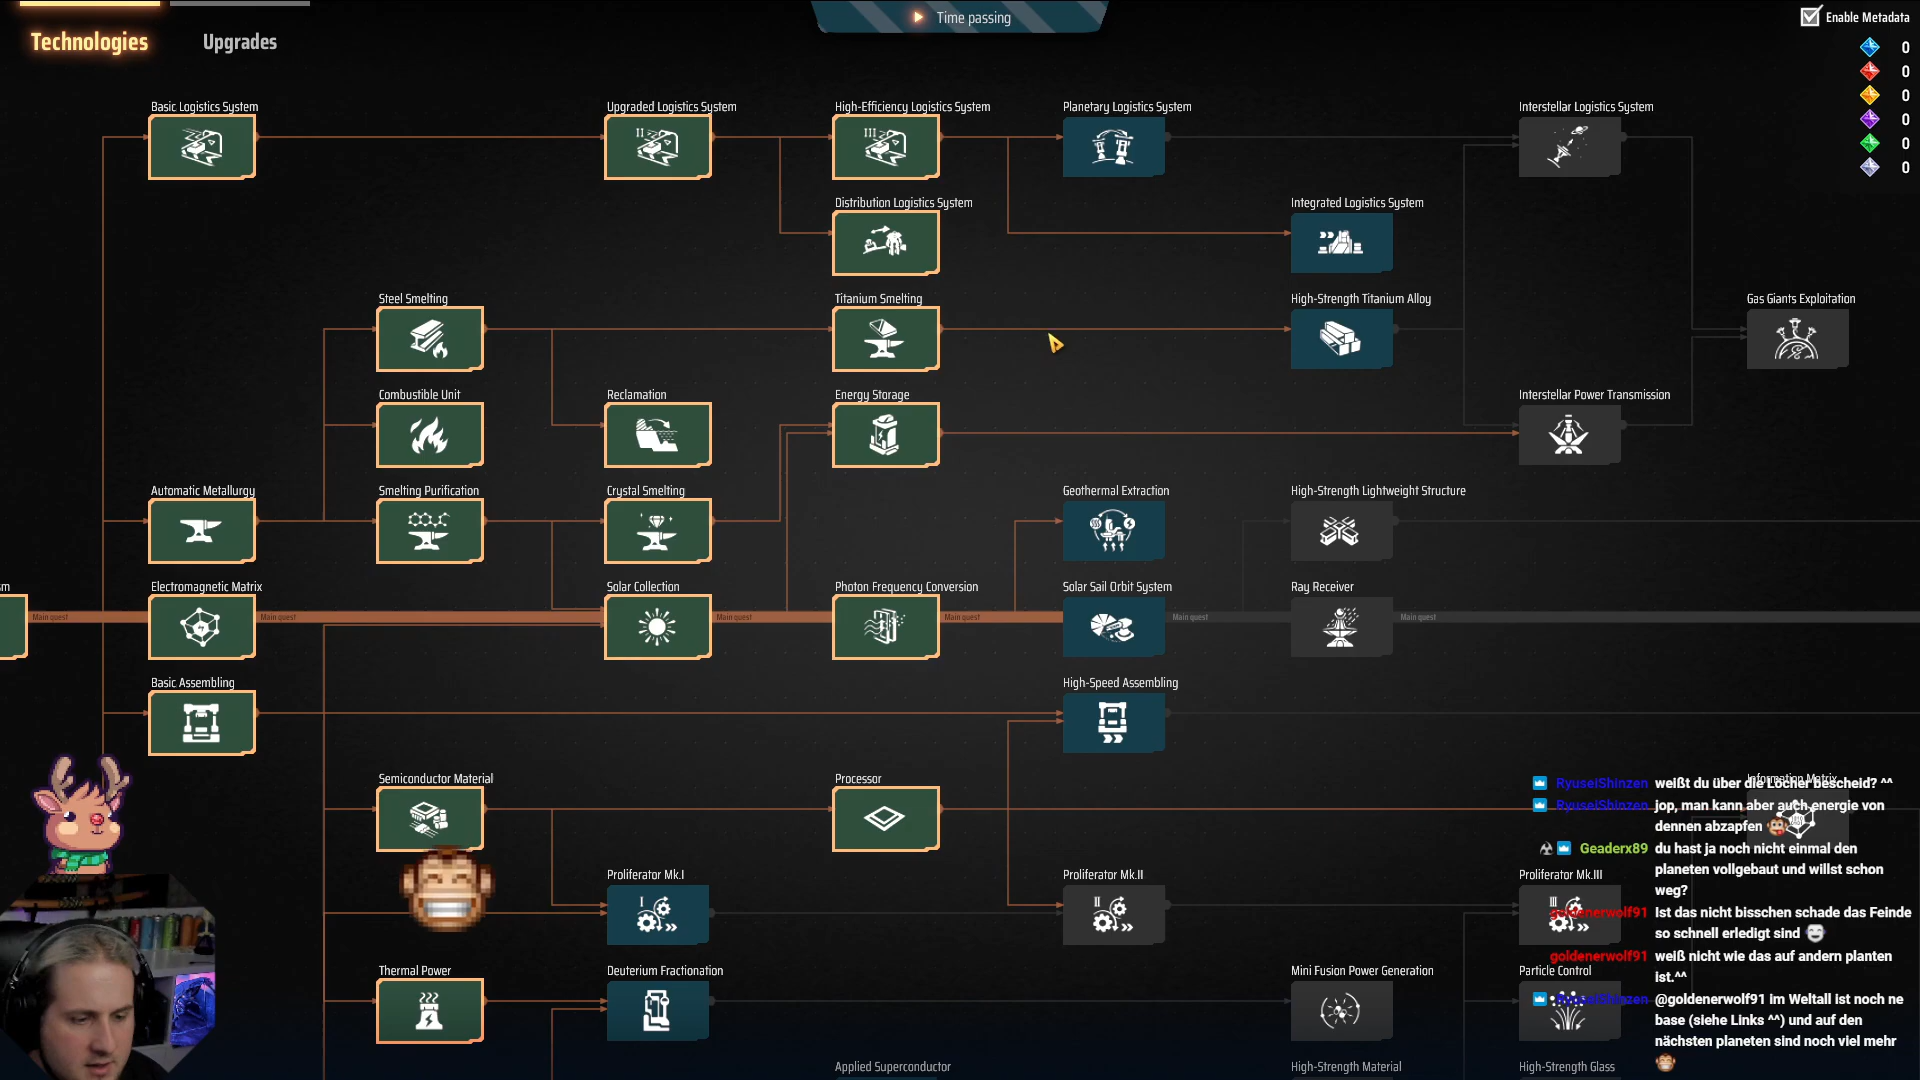 Time passing
Enable Metadata
Technologies
Upgrades
0
0
0
0
0
0
Basic Logistics System
Upgraded Logistics System
High-Efficiency Logistics System
Planetary Logistics System
Interstellar Logistics System
Distribution Logistics System
Integrated Logistics System
Steel Smelting
Titanium Smelting
High-Strength Titanium Alloy
Gas Giants Exploitation
Combustible Unit
Reclamation
Energy Storage
Interstellar Power Transmission
Automatic Metallurgy
Smelting Purification
Crystal Smelting
Geothermal Extraction
High-Strength Lightweight Structure
Electromagnetic Matrix
Solar Collection
Photon Frequency Conversion
Solar Sail Orbit System
Ray Receiver
Main quest
Main quest
Main quest
Main quest
Main quest
Main quest
Basic Assembling
High-Speed Assembling
Semiconductor Material
Processor
Information Matrix
Proliferator Mk.I
Proliferator Mk.II
Proliferator Mk.III
Thermal Power
Deuterium Fractionation
Mini Fusion Power Generation
Particle Control
Applied Superconductor
High-Strength Material
High-Strength Glass
RyuseiShinzen weißt du über die Löcher bescheid? ^^
RyuseiShinzen jop, man kann aber auch energie von
dennen abzapfen
Geaderx89 du hast ja noch nicht einmal den
planeten vollgebaut und willst schon
weg?
goldenerwolf91 Ist das nicht bisschen schade das Feinde
so schnell erledigt sind
goldenerwolf91 weiß nicht wie das auf andern planten
ist.^^
RyuseiShinzen @goldenerwolf91 im Weltall ist noch ne
base (siehe Links ^^) und auf den
nächsten planeten sind noch viel mehr